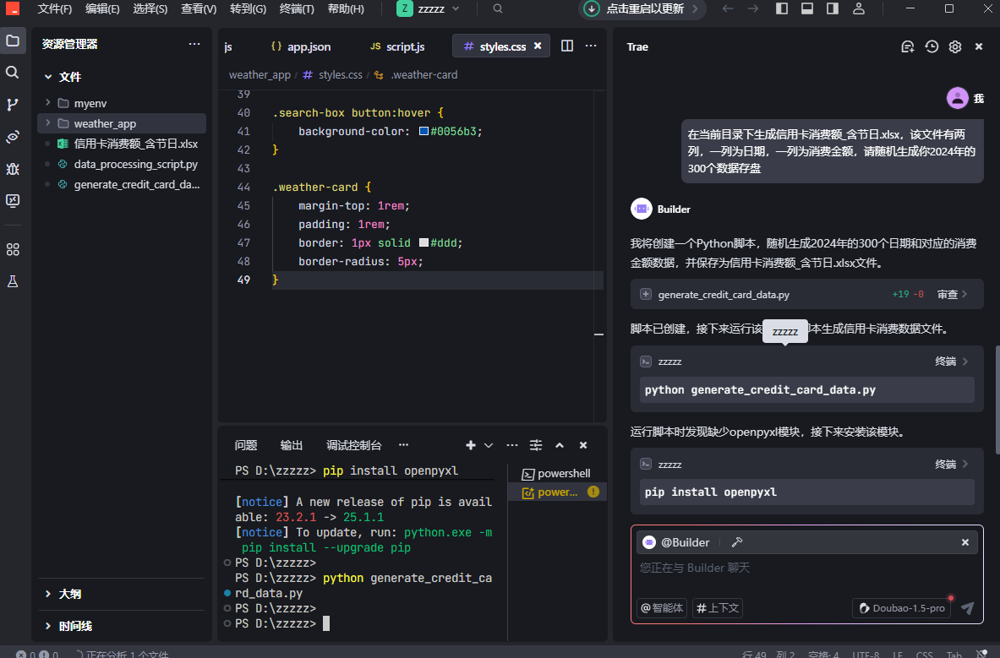 文件(F) 编辑(E) 选择(S) 查看(V) 转到(G) 终端(T) 帮助(H) Z zzzzz 点击重启以更新
资源管理器
文件
myenv
weather_app
信用卡消费额_含节日.xlsx
data_processing_script.py
generate_credit_card_da...
大纲
时间线
js {} app.json JS script.js # styles.css
weather_app / # styles.css / .weather-card
39
40 .search-box button:hover {
41 background-color: #0056b3;
42 }
43
44 .weather-card {
45 margin-top: 1rem;
46 padding: 1rem;
47 border: 1px solid #ddd;
48 border-radius: 5px;
49 }
问题 输出 调试控制台 ...
PS D:\zzzzz> pip install openpyxl
[notice] A new release of pip is avail
able: 23.2.1 -> 25.1.1
[notice] To update, run: python.exe -m
pip install --upgrade pip
PS D:\zzzzz>
PS D:\zzzzz> python generate_credit_ca
rd_data.py
PS D:\zzzzz>
PS D:\zzzzz>
powershell
power...
Trae
我
在当前目录下生成信用卡消费额_含节日.xlsx，该文件有两
列，一列为日期，一列为消费金额，请随机生成你2024年的
300个数据存盘
Builder
我将创建一个Python脚本，随机生成2024年的300个日期和对应的消费
金额数据，并保存为信用卡消费额_含节日.xlsx文件。
generate_credit_card_data.py +19 -0 审查
脚本已创建，接下来运行该 zzzzz 本生成信用卡消费数据文件。
zzzzz 终端
python generate_credit_card_data.py
运行脚本时发现缺少openpyxl模块，接下来安装该模块。
zzzzz 终端
pip install openpyxl
@Builder
您正在与 Builder 聊天
@智能体 #上下文 Doubao-1.5-pro
0 0 正在分析 1 个文件 行 49，列 2 空格: 4 UTF-8 LF CSS Tab